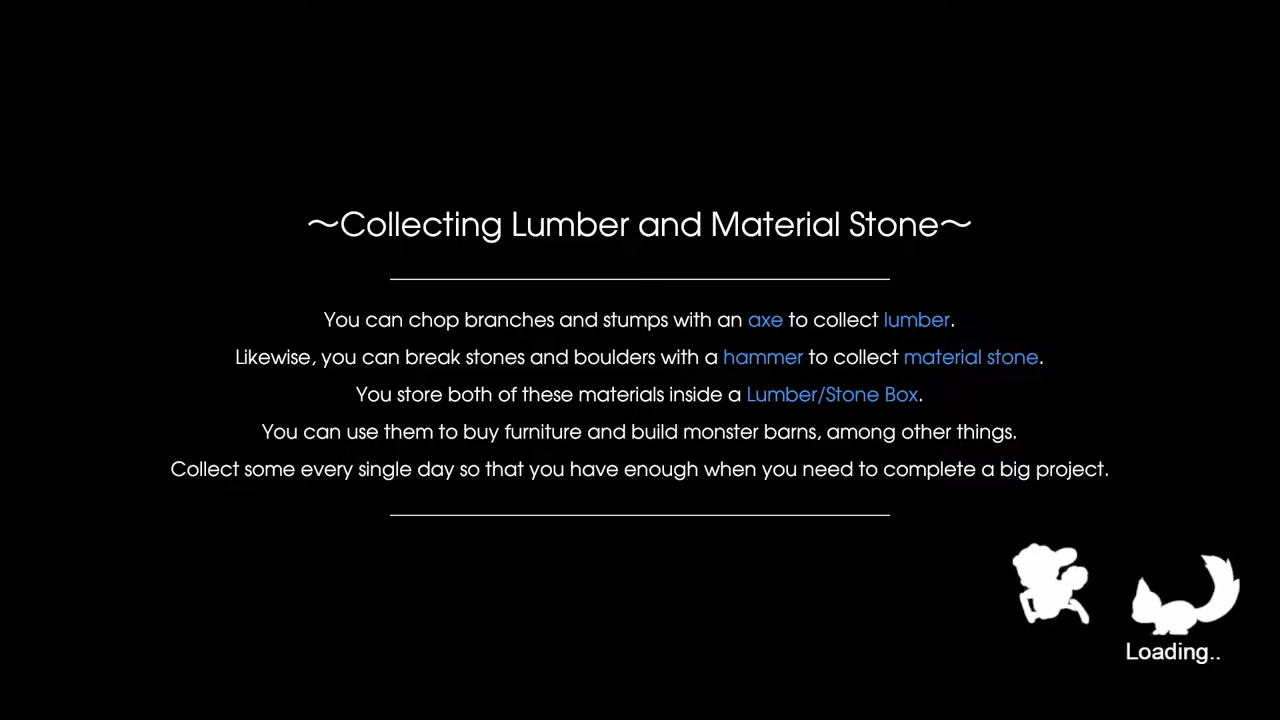 ～Collecting Lumber and Material Stone～
You can chop branches and stumps with an axe to collect lumber.
Likewise, you can break stones and boulders with a hammer to collect material stone.
You store both of these materials inside a Lumber/Stone Box.
You can use them to buy furniture and build monster barns, among other things.
Collect some every single day so that you have enough when you need to complete a big project.
Loading..